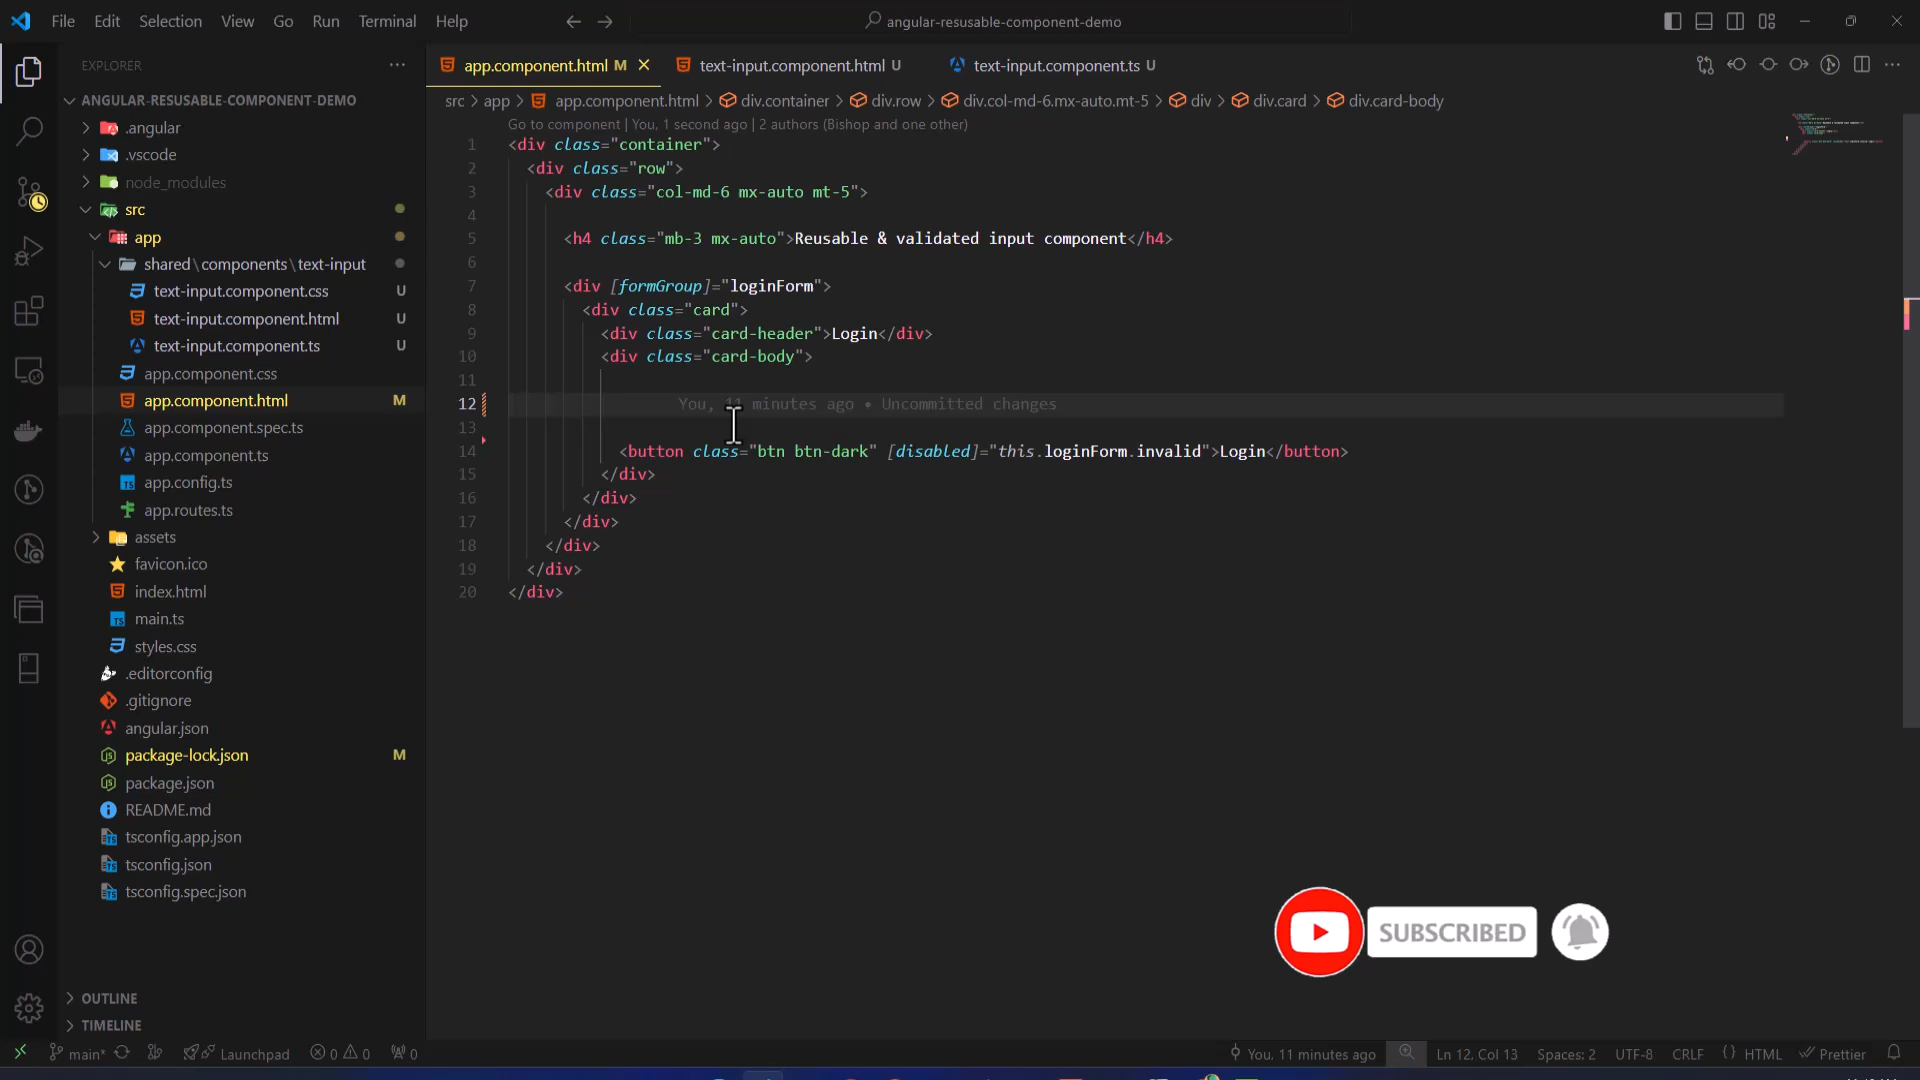 File Edit Selection View Go Run Terminal Help
angular-resusable-component-demo
EXPLORER
ANGULAR-RESUSABLE-COMPONENT-DEMO
.angular
.vscode
node_modules
src
app
shared\components\text-input
text-input.component.css U
text-input.component.html U
text-input.component.ts U
app.component.css
app.component.html M
app.component.spec.ts
app.component.ts
app.config.ts
app.routes.ts
assets
favicon.ico
index.html
main.ts
styles.css
.editorconfig
.gitignore
angular.json
package-lock.json M
package.json
README.md
tsconfig.app.json
tsconfig.json
tsconfig.spec.json
OUTLINE
TIMELINE
app.component.html M text-input.component.html U text-input.component.ts U
src > app > app.component.html > div.container > div.row > div.col-md-6.mx-auto.mt-5 > div > div.card > div.card-body
Go to component | You, 1 second ago | 2 authors (Bishop and one other)
1 <div class="container">
2 <div class="row">
3 <div class="col-md-6 mx-auto mt-5">
4
5 <h4 class="mb-3 mx-auto">Reusable & validated input component</h4>
6
7 <div [formGroup]="loginForm">
8 <div class="card">
9 <div class="card-header">Login</div>
10 <div class="card-body">
11
12 You, 11 minutes ago • Uncommitted changes
13
14 <button class="btn btn-dark" [disabled]="this.loginForm.invalid">Login</button>
15 </div>
16 </div>
17 </div>
18 </div>
19 </div>
20 </div>
SUBSCRIBED
main* Launchpad 0 0 0 You, 11 minutes ago Ln 12, Col 13 Spaces: 2 UTF-8 CRLF {} HTML Prettier